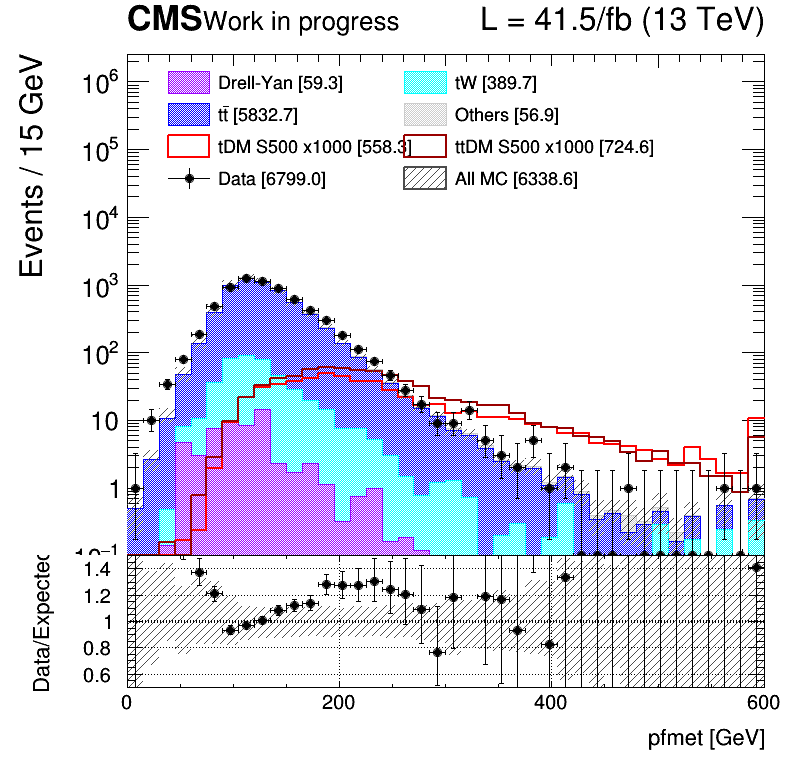 CMS Work in progress L = 41.5/fb (13 TeV)
Events / 15 GeV
10⁶
10⁵
10⁴
10³
10²
10
1
10⁻¹
Drell-Yan [59.3] tW [389.7]
tt̄ [5832.7] Others [56.9]
tDM S500 x1000 [558.3] ttDM S500 x1000 [724.6]
Data [6799.0] All MC [6338.6]
Data/Expected
1.4
1.2
1
0.8
0.6
0 200 400 600
pfmet [GeV]